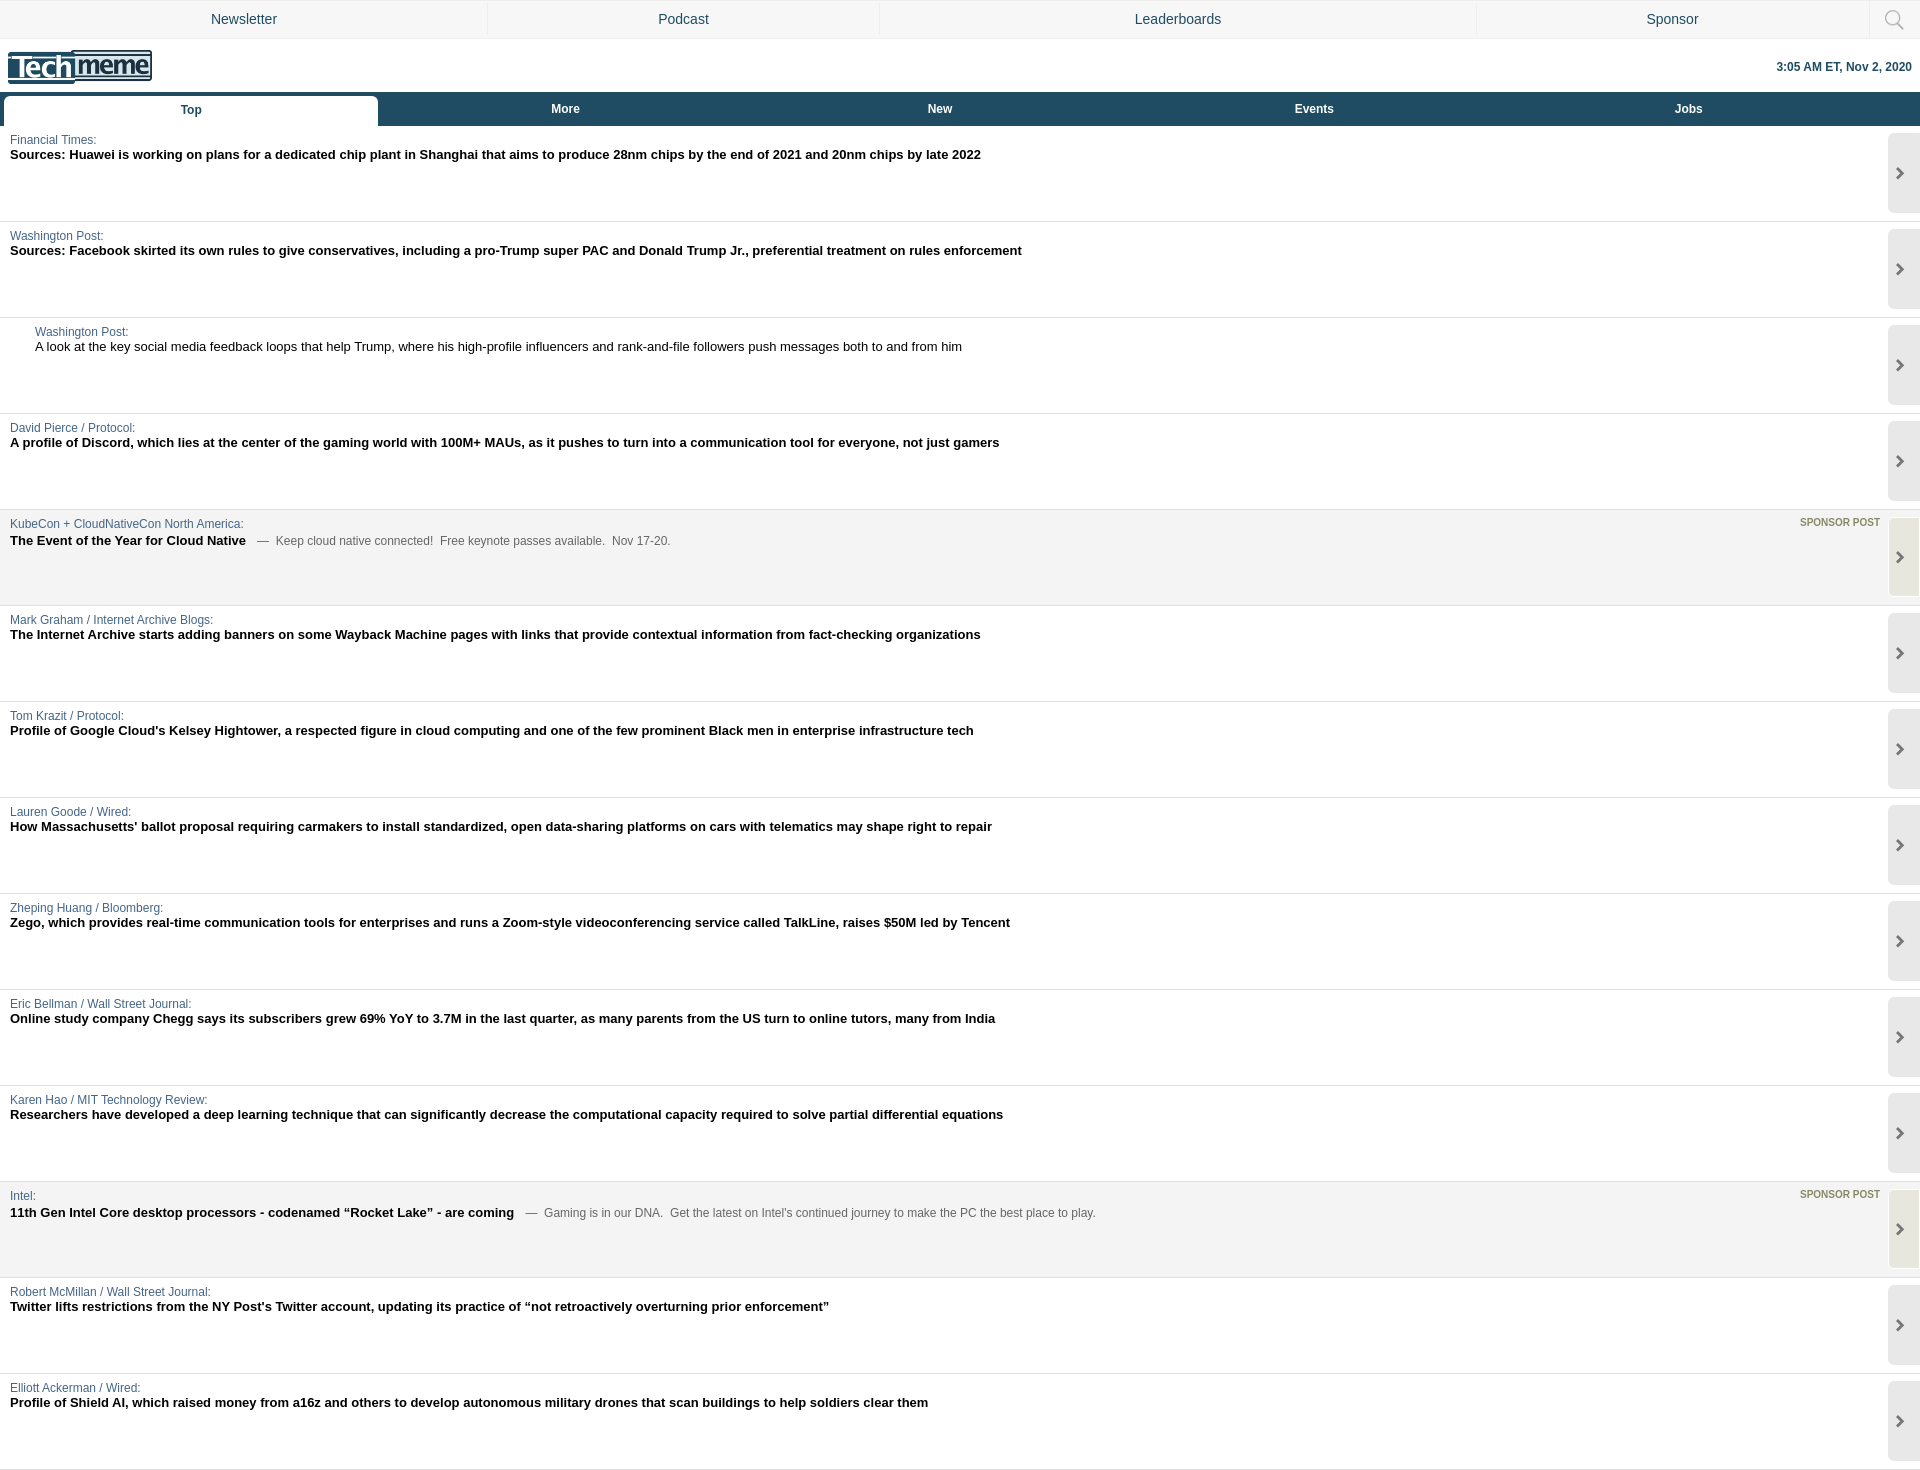 Newsletter
Podcast
Leaderboards
Sponsor
Techmeme
3:05 AM ET, Nov 2, 2020
Top
More
New
Events
Jobs
Financial Times:
Sources: Huawei is working on plans for a dedicated chip plant in Shanghai that aims to produce 28nm chips by the end of 2021 and 20nm chips by late 2022
Washington Post:
Sources: Facebook skirted its own rules to give conservatives, including a pro-Trump super PAC and Donald Trump Jr., preferential treatment on rules enforcement
Washington Post:
A look at the key social media feedback loops that help Trump, where his high-profile influencers and rank-and-file followers push messages both to and from him
David Pierce / Protocol:
A profile of Discord, which lies at the center of the gaming world with 100M+ MAUs, as it pushes to turn into a communication tool for everyone, not just gamers
KubeCon + CloudNativeCon North America:
SPONSOR POST
The Event of the Year for Cloud Native — Keep cloud native connected! Free keynote passes available. Nov 17-20.
Mark Graham / Internet Archive Blogs:
The Internet Archive starts adding banners on some Wayback Machine pages with links that provide contextual information from fact-checking organizations
Tom Krazit / Protocol:
Profile of Google Cloud's Kelsey Hightower, a respected figure in cloud computing and one of the few prominent Black men in enterprise infrastructure tech
Lauren Goode / Wired:
How Massachusetts' ballot proposal requiring carmakers to install standardized, open data-sharing platforms on cars with telematics may shape right to repair
Zheping Huang / Bloomberg:
Zego, which provides real-time communication tools for enterprises and runs a Zoom-style videoconferencing service called TalkLine, raises $50M led by Tencent
Eric Bellman / Wall Street Journal:
Online study company Chegg says its subscribers grew 69% YoY to 3.7M in the last quarter, as many parents from the US turn to online tutors, many from India
Karen Hao / MIT Technology Review:
Researchers have developed a deep learning technique that can significantly decrease the computational capacity required to solve partial differential equations
Intel:
SPONSOR POST
11th Gen Intel Core desktop processors - codenamed “Rocket Lake” - are coming — Gaming is in our DNA. Get the latest on Intel's continued journey to make the PC the best place to play.
Robert McMillan / Wall Street Journal:
Twitter lifts restrictions from the NY Post's Twitter account, updating its practice of “not retroactively overturning prior enforcement”
Elliott Ackerman / Wired:
Profile of Shield AI, which raised money from a16z and others to develop autonomous military drones that scan buildings to help soldiers clear them